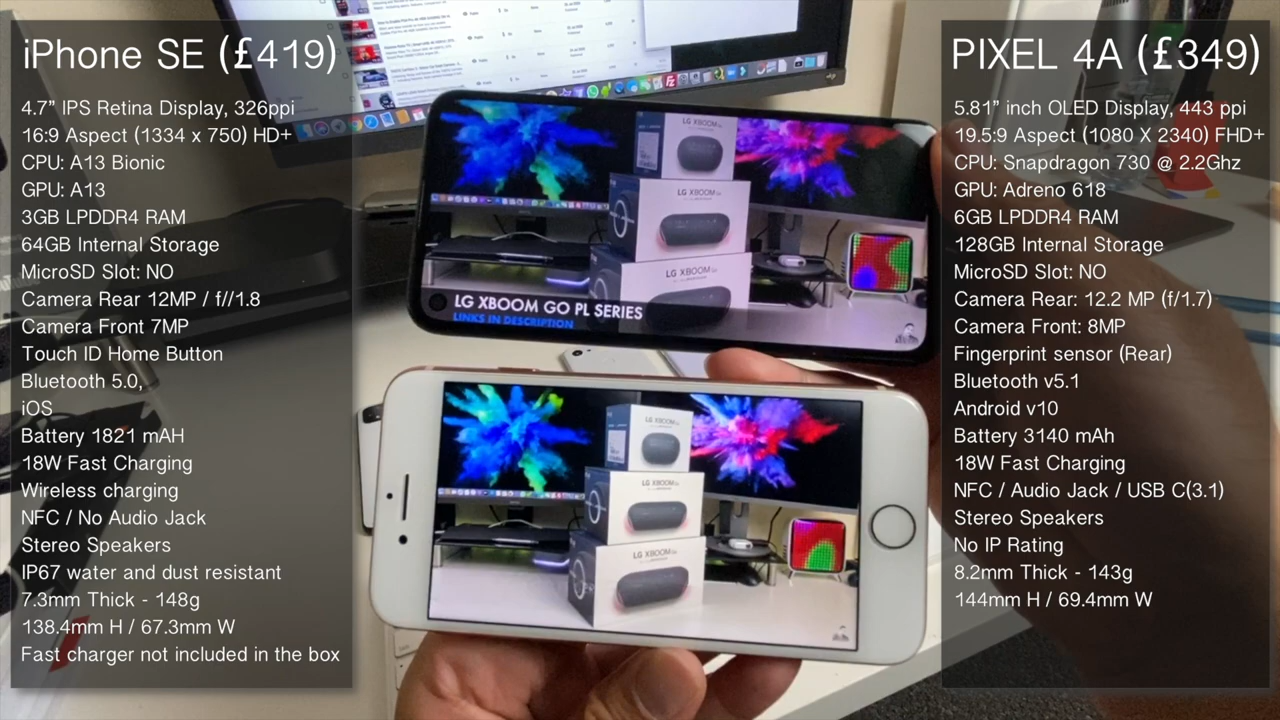 iPhone SE (£419)
4.7” IPS Retina Display, 326ppi
16:9 Aspect (1334 x 750) HD+
CPU: A13 Bionic
GPU: A13
3GB LPDDR4 RAM
64GB Internal Storage
MicroSD Slot: NO
Camera Rear 12MP / f//1.8
Camera Front 7MP
Touch ID Home Button
Bluetooth 5.0,
iOS
Battery 1821 mAH
18W Fast Charging
Wireless charging
NFC / No Audio Jack
Stereo Speakers
IP67 water and dust resistant
7.3mm Thick - 148g
138.4mm H / 67.3mm W
Fast charger not included in the box
LG XBOOM Go
LG XBOOM Go
LG XBOOM Go
LG XBOOM GO PL SERIES
LINKS IN DESCRIPTION
LG XBOOM Go
LG XBOOM Go
LG XBOOM Go
PIXEL 4A (£349)
5.81” inch OLED Display, 443 ppi
19.5:9 Aspect (1080 X 2340) FHD+
CPU: Snapdragon 730 @ 2.2Ghz
GPU: Adreno 618
6GB LPDDR4 RAM
128GB Internal Storage
MicroSD Slot: NO
Camera Rear: 12.2 MP (f/1.7)
Camera Front: 8MP
Fingerprint sensor (Rear)
Bluetooth v5.1
Android v10
Battery 3140 mAh
18W Fast Charging
NFC / Audio Jack / USB C(3.1)
Stereo Speakers
No IP Rating
8.2mm Thick - 143g
144mm H / 69.4mm W